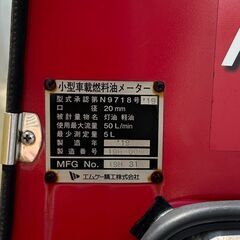 小型車載燃料油メーター
型式承認第N9718号
口径 20mm
被計量物 灯油 軽油
使用最大流量 50L/min
最少測定量 5L
製造年 '19
製造番号
MFG No. 19H 31
エムケー精工株式会社